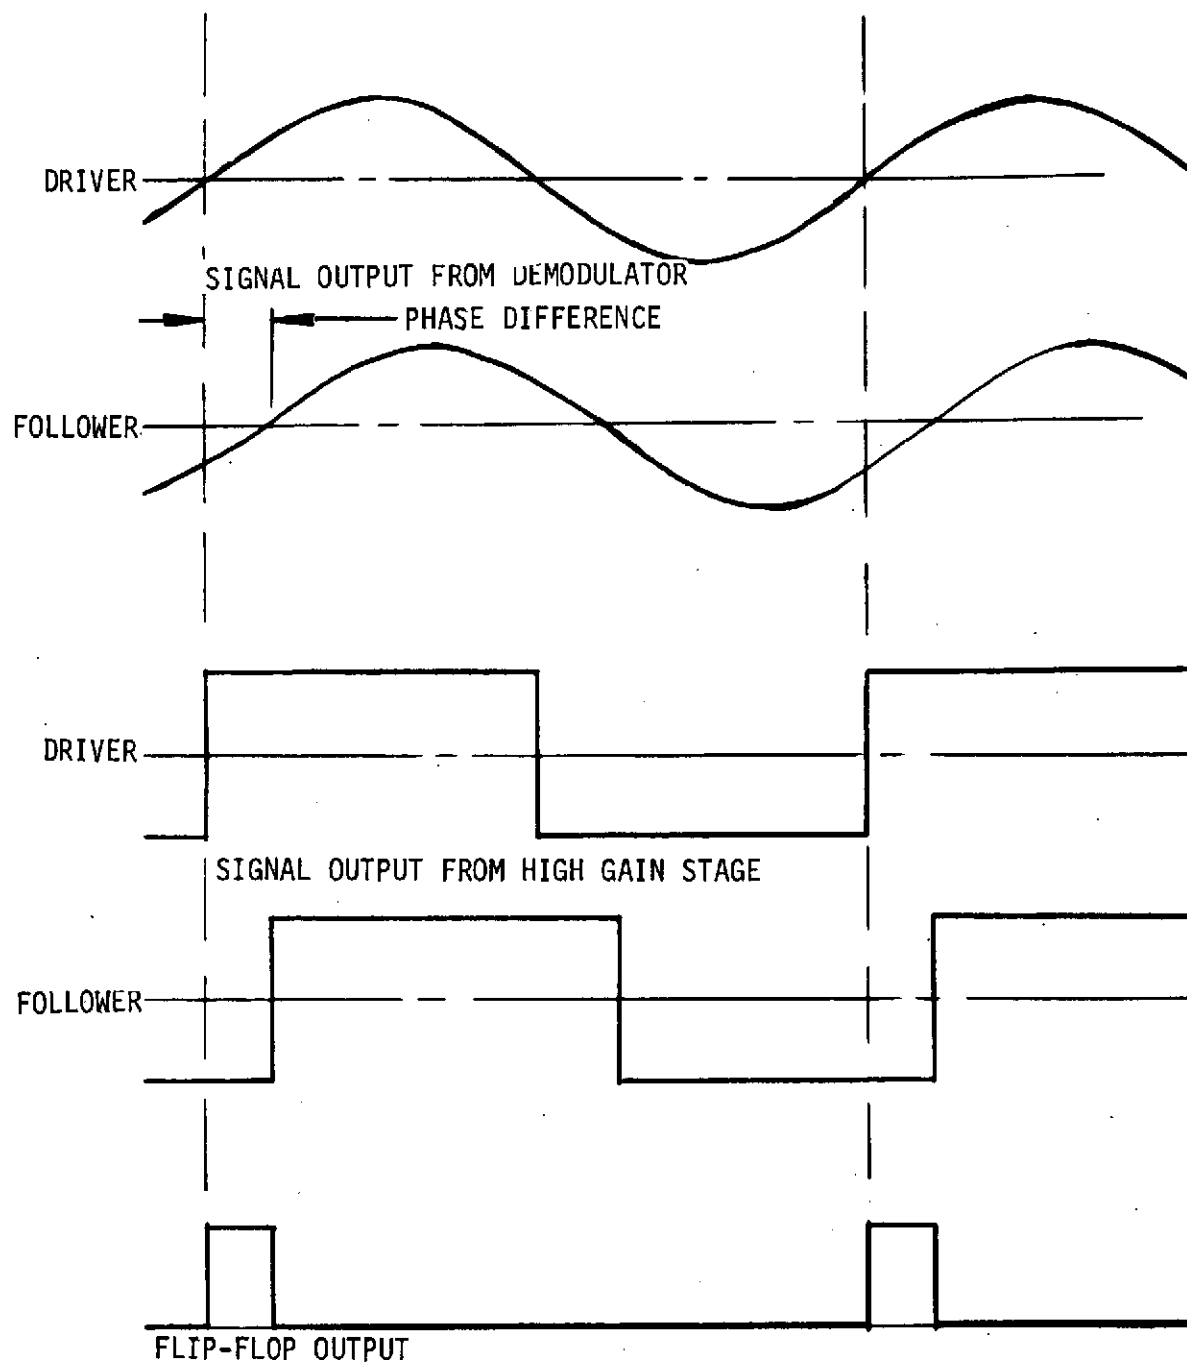 DRIVER
SIGNAL OUTPUT FROM DEMODULATOR
PHASE DIFFERENCE
FOLLOWER
DRIVER
SIGNAL OUTPUT FROM HIGH GAIN STAGE
FOLLOWER
FLIP-FLOP OUTPUT